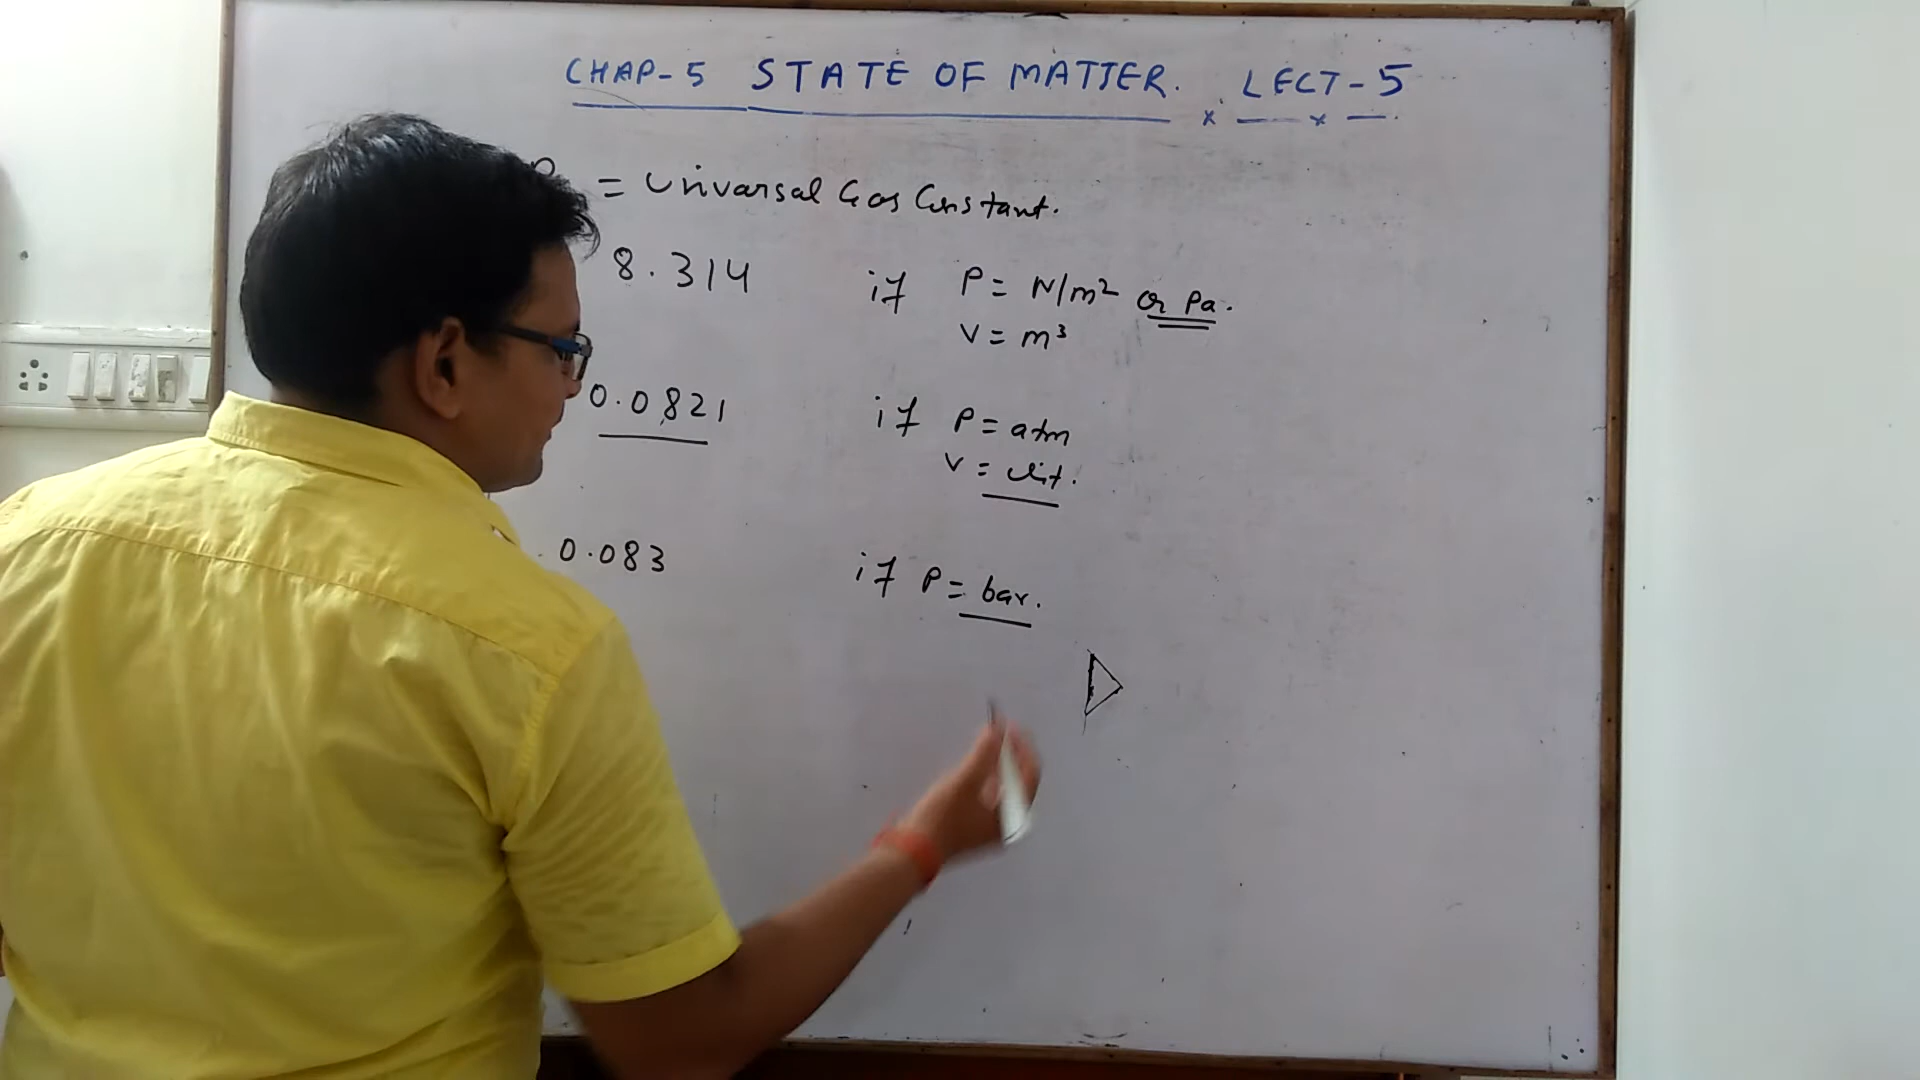 CHAP-5 STATE OF MATTER. LECT-5
R = Universal Gas Constant.
8.314 if P = N/m² or Pa.
V = m³
0.0821 if P = atm
V = lit.
0.083 if P = bar.